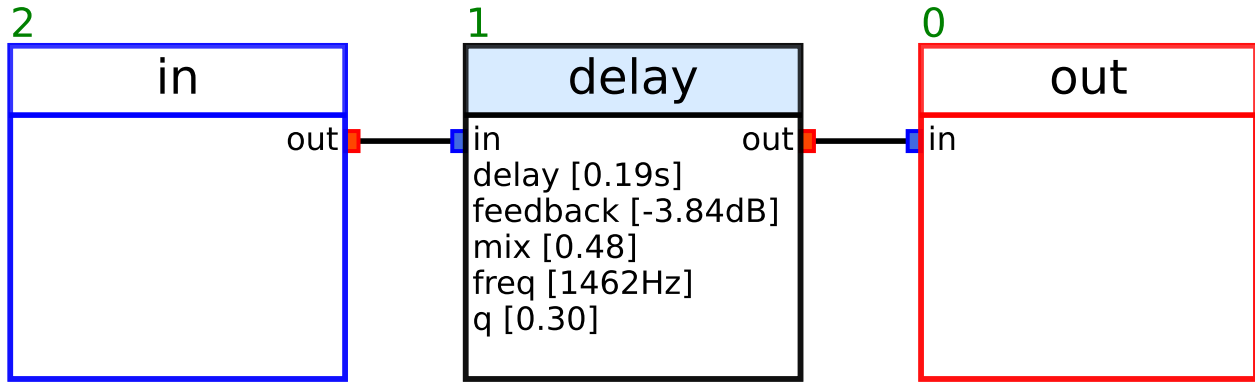 2 1 0
in delay out
out in out in
delay [0.19s]
feedback [-3.84dB]
mix [0.48]
freq [1462Hz]
q [0.30]